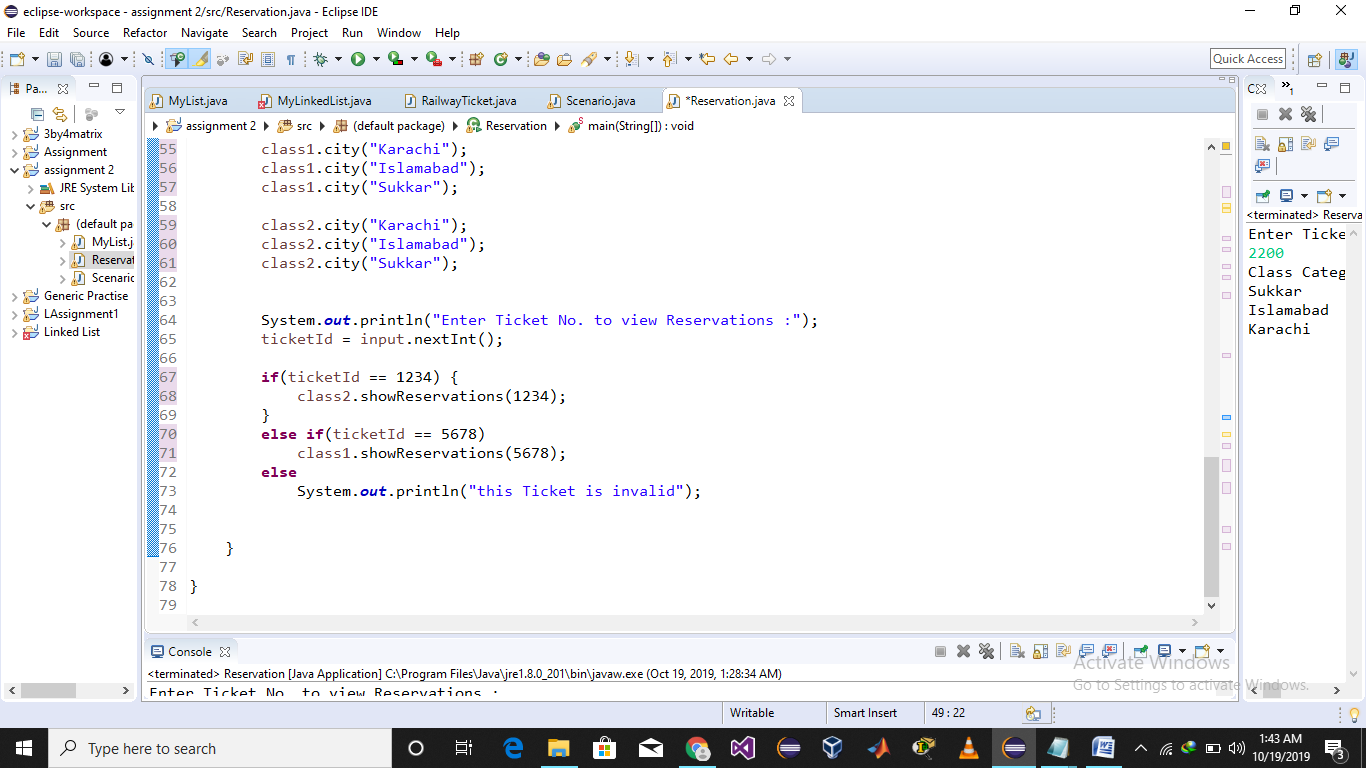 eclipse-workspace - assignment 2/src/Reservation.java - Eclipse IDE
File Edit Source Refactor Navigate Search Project Run Window Help
Quick Access
Pa...
3by4matrix
Assignment
assignment 2
JRE System Lib
src
(default pa
MyList.j
Reservat
Scenario
Generic Practise
LAssignment1
Linked List
MyList.java MyLinkedList.java RailwayTicket.java Scenario.java *Reservation.java
assignment 2 src (default package) Reservation main(String[]) : void
55 class1.city("Karachi");
56 class1.city("Islamabad");
57 class1.city("Sukkar");
58
59 class2.city("Karachi");
60 class2.city("Islamabad");
61 class2.city("Sukkar");
62
63
64 System.out.println("Enter Ticket No. to view Reservations :");
65 ticketId = input.nextInt();
66
67 if(ticketId == 1234) {
68 class2.showReservations(1234);
69 }
70 else if(ticketId == 5678)
71 class1.showReservations(5678);
72 else
73 System.out.println("this Ticket is invalid");
74
75
76 }
77
78 }
79
C
1
<terminated> Reserva
Enter Ticke
2200
Class Categ
Sukkar
Islamabad
Karachi
Console
<terminated> Reservation [Java Application] C:\Program Files\Java\jre1.8.0_201\bin\javaw.exe (Oct 19, 2019, 1:28:34 AM)
Enter Ticket No. to view Reservations :
Activate Windows
Go to Settings to activate Windows.
Writable Smart Insert 49 : 22
Type here to search
1:43 AM
10/19/2019
3